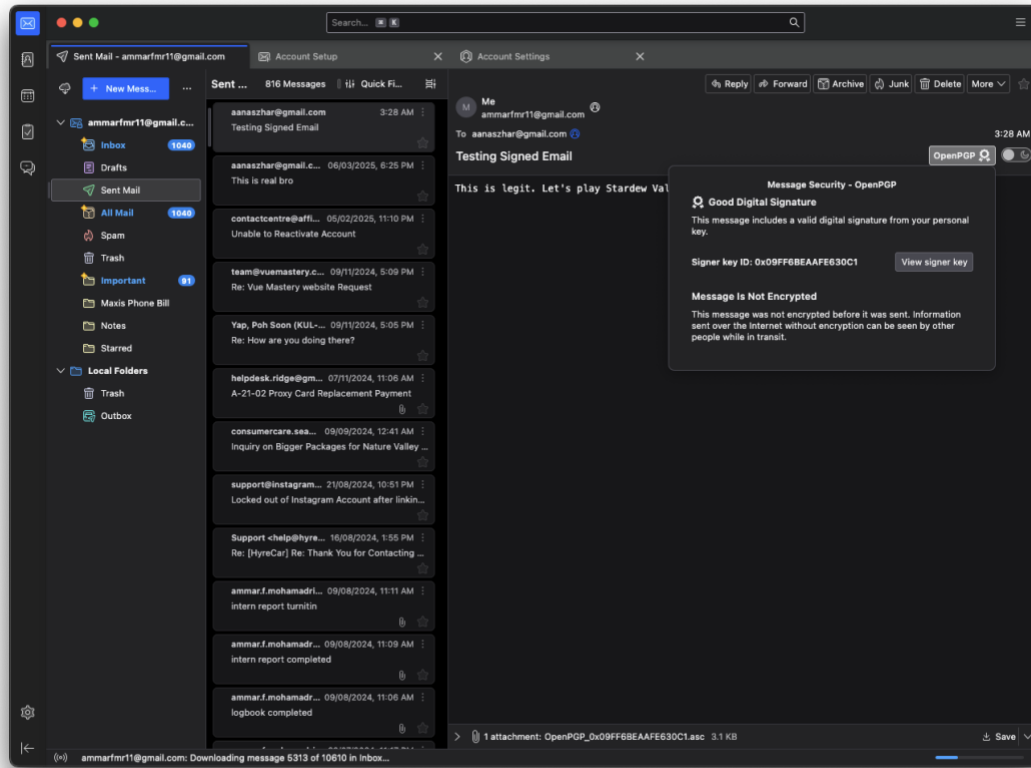 Search... ⌘ K
Sent Mail - ammarfmr11@gmail.com
Account Setup
Account Settings
+ New Mess...
ammarfmr11@gmail.c...
Inbox 1040
Drafts
Sent Mail
All Mail 1040
Spam
Trash
Important 91
Maxis Phone Bill
Notes
Starred
Local Folders
Trash
Outbox
Sent ... 816 Messages Quick Fi...
aanaszhar@gmail.com 3:28 AM
Testing Signed Email
aanaszhar@gmail.c... 06/03/2025, 6:25 PM
This is real bro
contactcentre@affi... 05/02/2025, 11:10 PM
Unable to Reactivate Account
team@vuemastery.c... 09/11/2024, 5:09 PM
Re: Vue Mastery website Request
Yap, Poh Soon (KUL-... 09/11/2024, 5:05 PM
Re: How are you doing there?
helpdesk.ridge@gm... 07/11/2024, 11:06 AM
A-21-02 Proxy Card Replacement Payment
consumercare.sea... 09/09/2024, 12:41 AM
Inquiry on Bigger Packages for Nature Valley ...
support@instagram... 21/08/2024, 10:51 PM
Locked out of Instagram Account after linkin...
Support <help@hyre... 16/08/2024, 1:55 PM
Re: [HyreCar] Re: Thank You for Contacting ...
ammar.f.mohamadri... 09/08/2024, 11:11 AM
intern report turnitin
ammar.f.mohamadr... 09/08/2024, 11:09 AM
intern report completed
ammar.f.mohamadr... 09/08/2024, 11:06 AM
logbook completed
Reply Forward Archive Junk Delete More
M
Me
ammarfmr11@gmail.com
To aanaszhar@gmail.com 3:28 AM
Testing Signed Email OpenPGP
This is legit. Let's play Stardew Val
Message Security - OpenPGP
Good Digital Signature
This message includes a valid digital signature from your personal
key.
Signer key ID: 0x09FF6BEAAFE630C1 View signer key
Message Is Not Encrypted
This message was not encrypted before it was sent. Information
sent over the Internet without encryption can be seen by other
people while in transit.
1 attachment: OpenPGP_0x09FF6BEAAFE630C1.asc 3.1 KB Save
ammarfmr11@gmail.com: Downloading message 5313 of 10610 in Inbox...